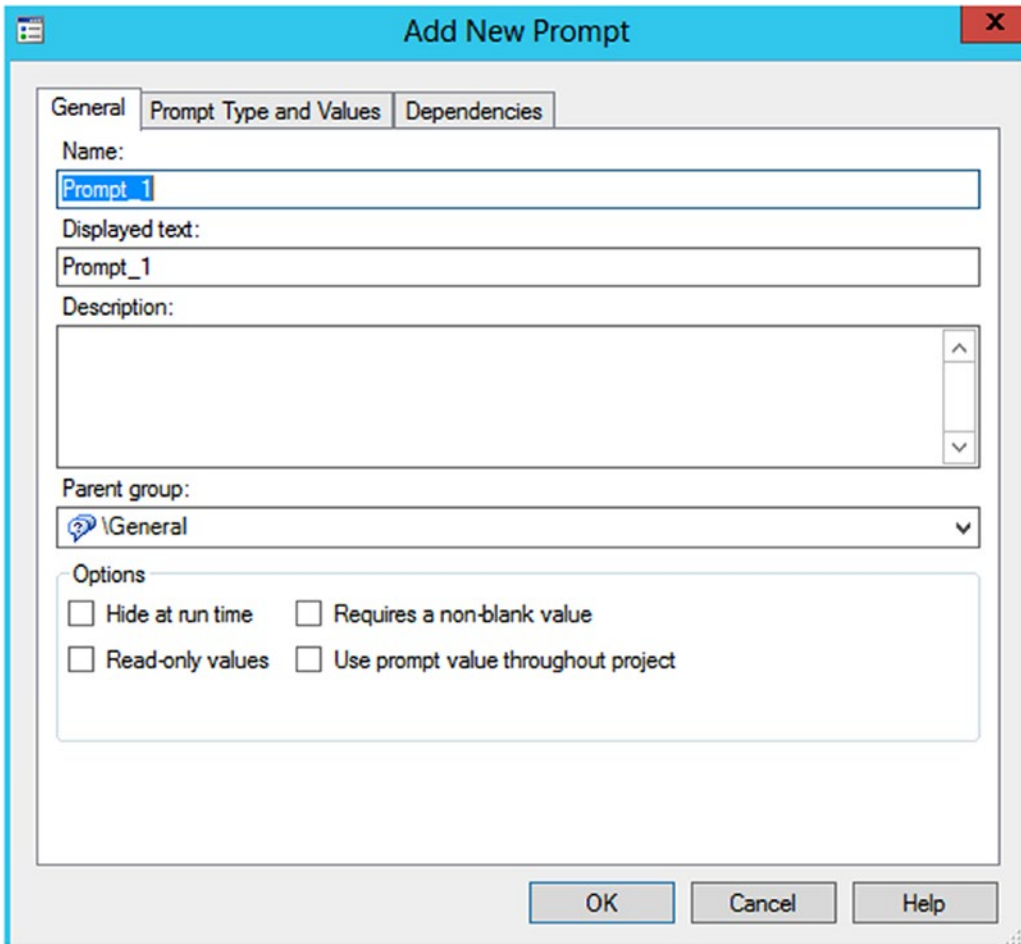 Add New Prompt
X
General Prompt Type and Values Dependencies
Name:
Prompt_1
Displayed text:
Prompt_1
Description:
Parent group:
\General
Options
Hide at run time Requires a non-blank value
Read-only values Use prompt value throughout project
OK Cancel Help